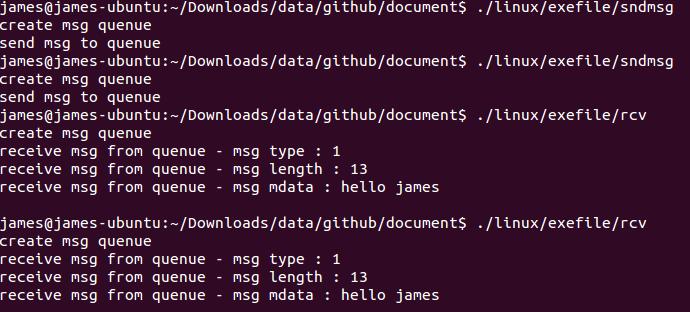 james@james-ubuntu:~/Downloads/data/github/document$ ./linux/exefile/sndmsg
create msg quenue
send msg to quenue
james@james-ubuntu:~/Downloads/data/github/document$ ./linux/exefile/sndmsg
create msg quenue
send msg to quenue
james@james-ubuntu:~/Downloads/data/github/document$ ./linux/exefile/rcv
create msg quenue
receive msg from quenue - msg type : 1
receive msg from quenue - msg length : 13
receive msg from quenue - msg mdata : hello james
james@james-ubuntu:~/Downloads/data/github/document$ ./linux/exefile/rcv
create msg quenue
receive msg from quenue - msg type : 1
receive msg from quenue - msg length : 13
receive msg from quenue - msg mdata : hello james